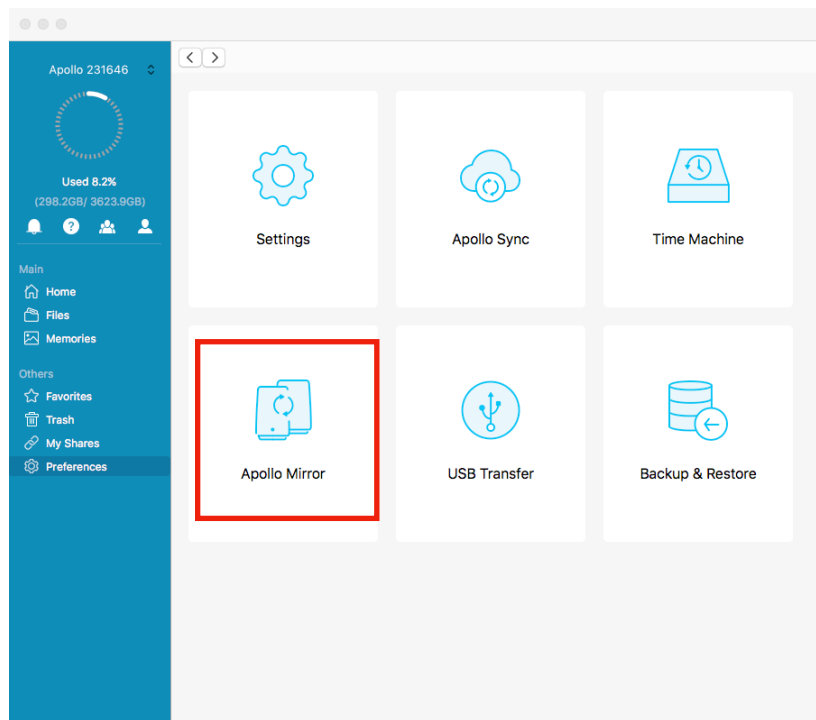 Apollo 231646
Used 8.2%
(298.2GB/ 3623.9GB)
Main
Home
Files
Memories
Others
Favorites
Trash
My Shares
Preferences
Settings
Apollo Sync
Time Machine
Apollo Mirror
USB Transfer
Backup & Restore